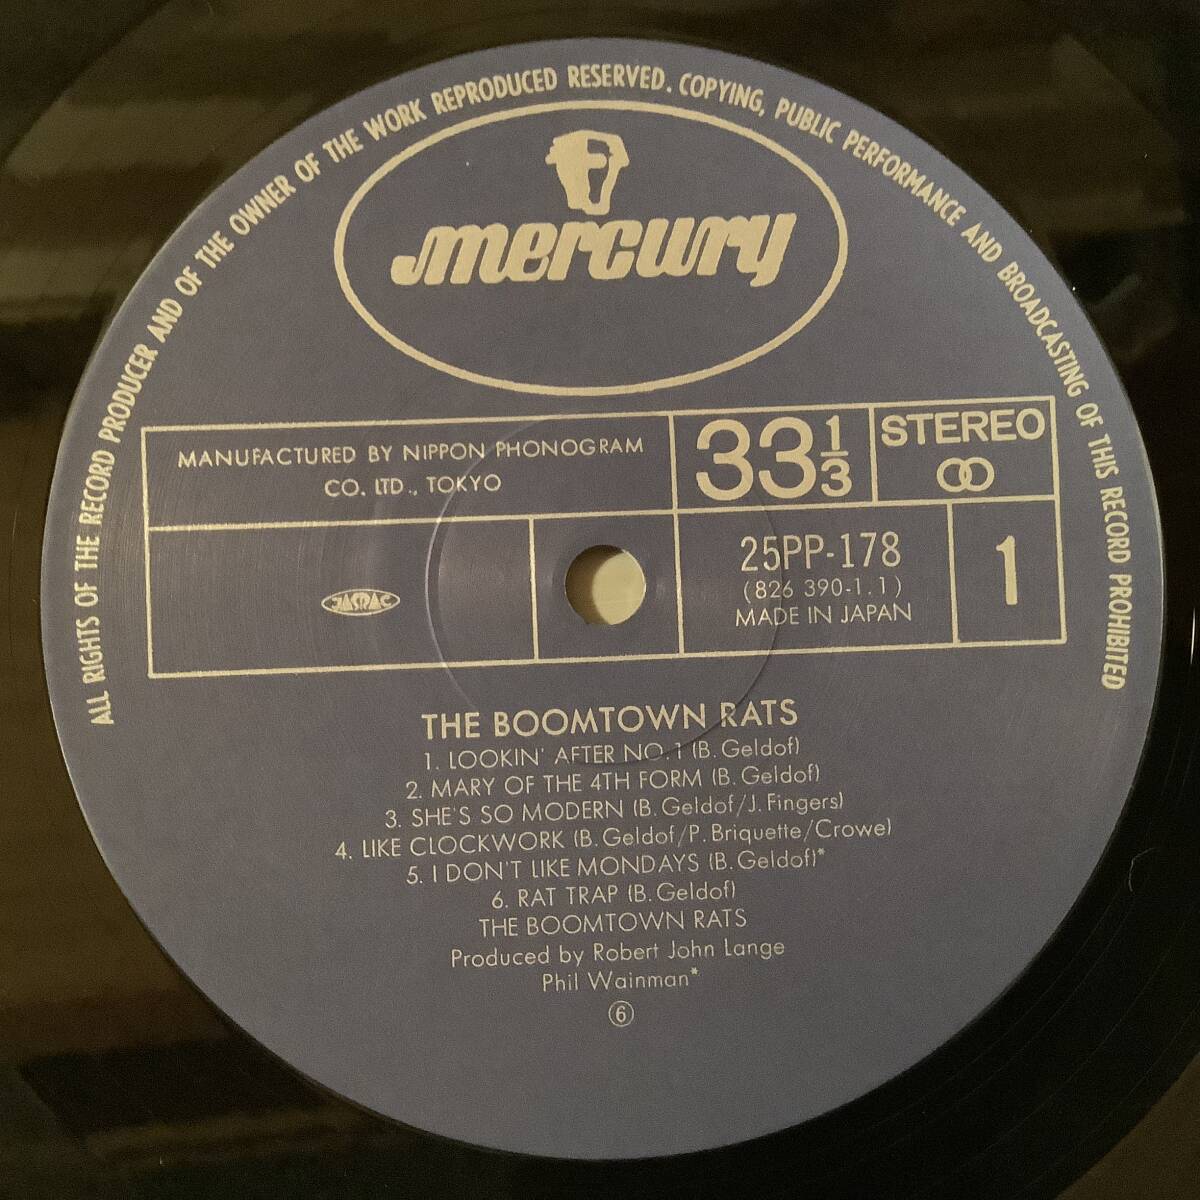 ALL RIGHTS OF THE RECORD PRODUCER AND OF THE OWNER OF THE WORK REPRODUCED RESERVED. COPYING, PUBLIC PERFORMANCE AND BROADCASTING OF THIS RECORD PROHIBITED
mercury
MANUFACTURED BY NIPPON PHONOGRAM
CO. LTD., TOKYO
33 1/3
STEREO
JASRAC
25PP-178
(826 390-1.1)
MADE IN JAPAN
1
THE BOOMTOWN RATS
1. LOOKIN' AFTER NO.1 (B. Geldof)
2. MARY OF THE 4TH FORM (B. Geldof)
3. SHE'S SO MODERN (B. Geldof/J. Fingers)
4. LIKE CLOCKWORK (B. Geldof/P. Briquette/Crowe)
5. I DON'T LIKE MONDAYS (B. Geldof)*
6. RAT TRAP (B. Geldof)
THE BOOMTOWN RATS
Produced by Robert John Lange
Phil Wainman*
⑥